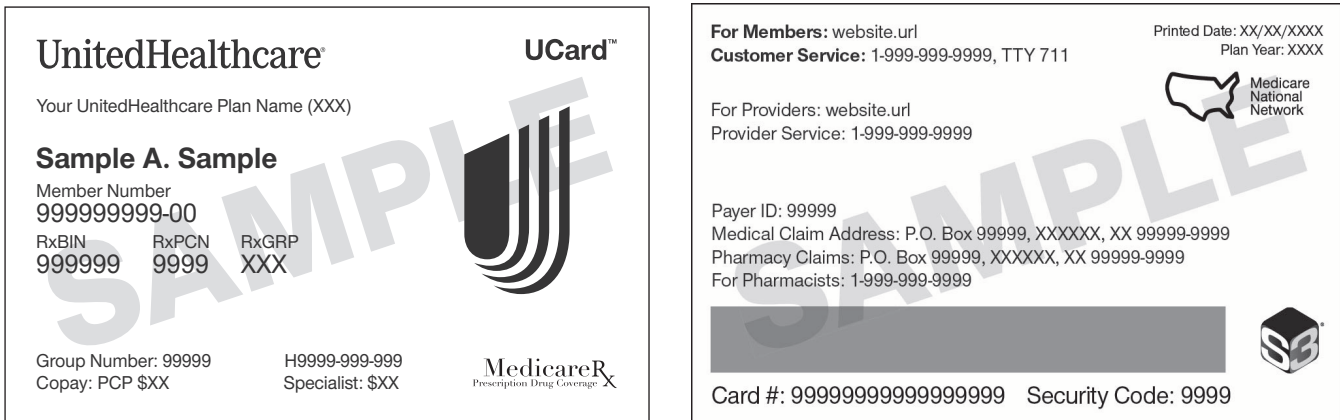 UnitedHealthcare®
UCard™
Your UnitedHealthcare Plan Name (XXX)
Sample A. Sample
Member Number
999999999-00
RxBIN RxPCN RxGRP
999999 9999 XXX
Group Number: 99999 H9999-999-999
Copay: PCP $XX Specialist: $XX
MedicareRx
Prescription Drug Coverage
SAMPLE
For Members: website.url
Customer Service: 1-999-999-9999, TTY 711
Printed Date: XX/XX/XXXX
Plan Year: XXXX
Medicare
National
Network
For Providers: website.url
Provider Service: 1-999-999-9999
Payer ID: 99999
Medical Claim Address: P.O. Box 99999, XXXXXX, XX 99999-9999
Pharmacy Claims: P.O. Box 99999, XXXXXX, XX 99999-9999
For Pharmacists: 1-999-999-9999
S3®
Card #: 99999999999999999 Security Code: 9999
SAMPLE